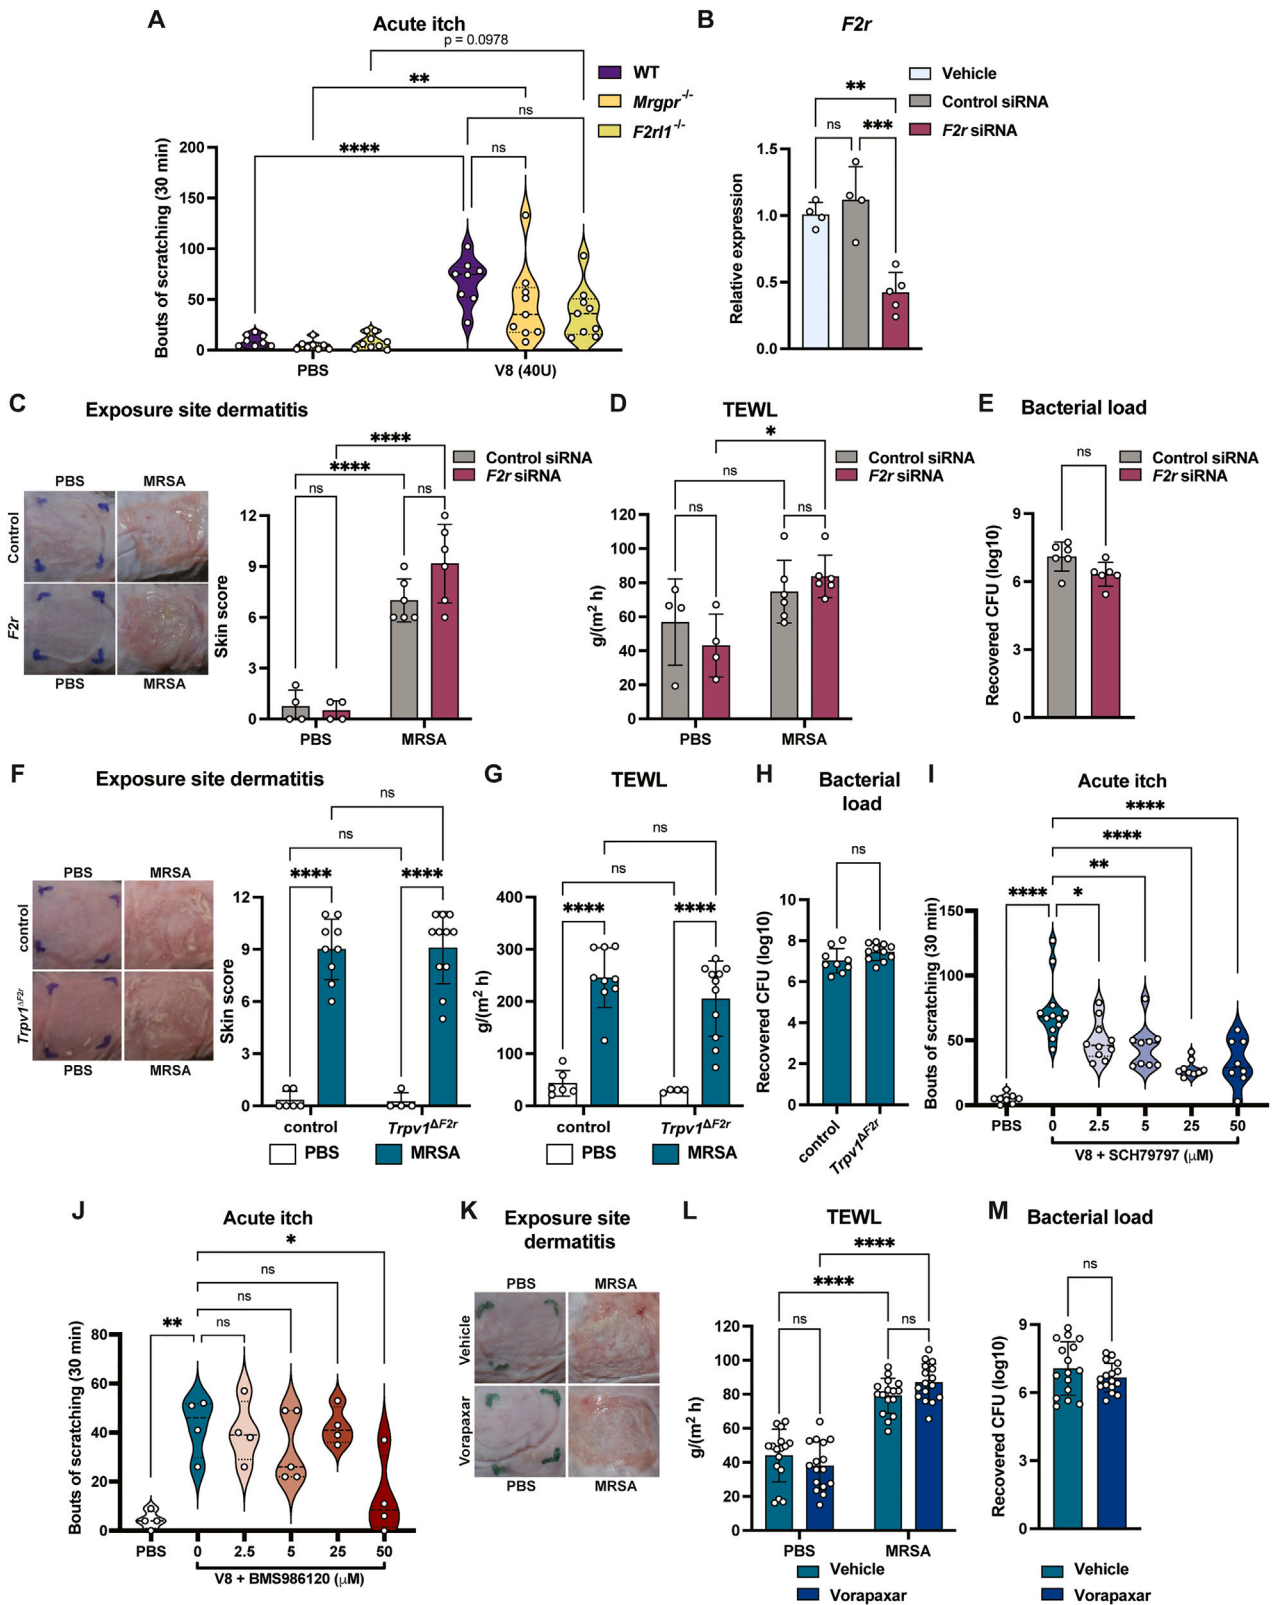 A
Acute itch
p = 0.0978
**
ns
****
ns
WT
Mrgpr-/-
F2rl1-/-
Bouts of scratching (30 min)
200
150
100
50
0
PBS
V8 (40U)
B
F2r
Vehicle
Control siRNA
F2r siRNA
**
ns
***
Relative expression
1.5
1.0
0.5
0.0
C
Exposure site dermatitis
PBS
MRSA
Control
F2r
PBS
MRSA
****
****
ns
ns
Control siRNA
F2r siRNA
Skin score
12
9
6
3
0
PBS
MRSA
D
TEWL
*
ns
ns
ns
Control siRNA
F2r siRNA
g/(m² h)
120
100
80
60
40
20
0
PBS
MRSA
E
Bacterial load
ns
Control siRNA
F2r siRNA
Recovered CFU (log10)
9
6
3
0
F
Exposure site dermatitis
PBS
MRSA
control
Trpv1ΔF2r
PBS
MRSA
ns
ns
****
****
Skin score
12
9
6
3
0
control
Trpv1ΔF2r
PBS
MRSA
G
TEWL
ns
ns
****
****
g/(m² h)
400
300
200
100
0
control
Trpv1ΔF2r
PBS
MRSA
H
Bacterial
load
ns
Recovered CFU (log10)
10
8
6
4
2
0
control
Trpv1ΔF2r
I
Acute itch
****
****
**
****
*
Bouts of scratching (30 min)
150
100
50
0
PBS
0
2.5
5
25
50
V8 + SCH79797 (μM)
J
Acute itch
*
ns
ns
**
ns
Bouts of scratching (30 min)
80
60
40
20
0
PBS
0
2.5
5
25
50
V8 + BMS986120 (μM)
K
Exposure site
dermatitis
PBS
MRSA
Vehicle
Vorapaxar
PBS
MRSA
L
TEWL
****
****
ns
ns
g/(m² h)
120
100
80
60
40
20
0
PBS
MRSA
Vehicle
Vorapaxar
M
Bacterial load
ns
Recovered CFU (log10)
9
6
3
0
Vehicle
Vorapaxar